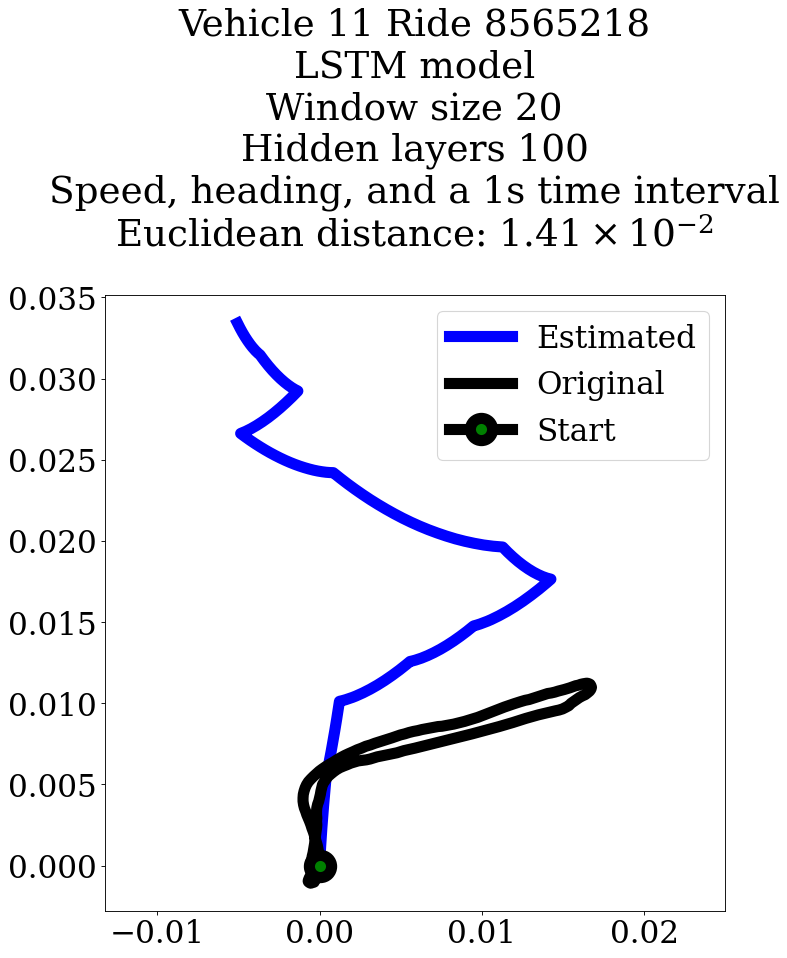 Vehicle 11 Ride 8565218
LSTM model
Window size 20
Hidden layers 100
Speed, heading, and a 1s time interval
Euclidean distance: 1.41 × 10⁻²
0.035
0.030
0.025
0.020
0.015
0.010
0.005
0.000
Estimated
Original
Start
−0.01
0.00
0.01
0.02